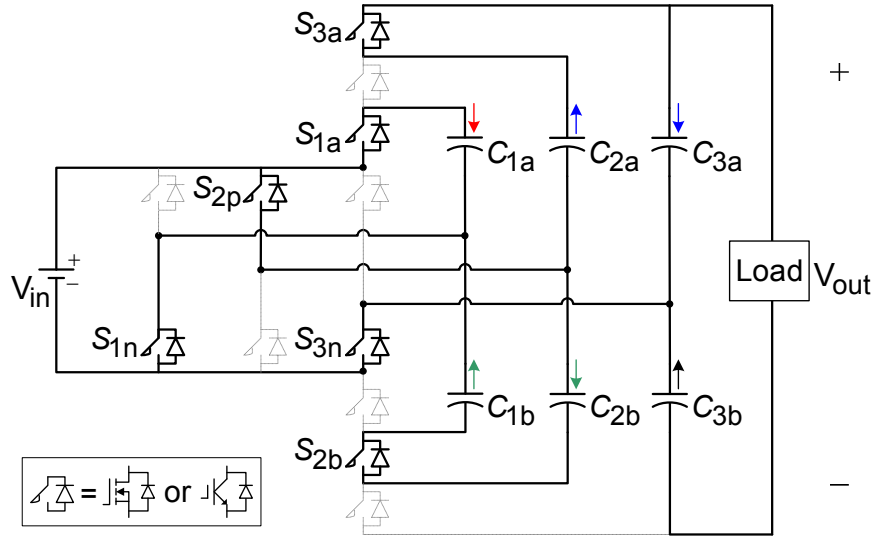 S3a
+
S1a
C1a
C2a
C3a
S2p
+
Vin
−
Load
Vout
S1n
S3n
C1b
C2b
C3b
S2b
= or
−